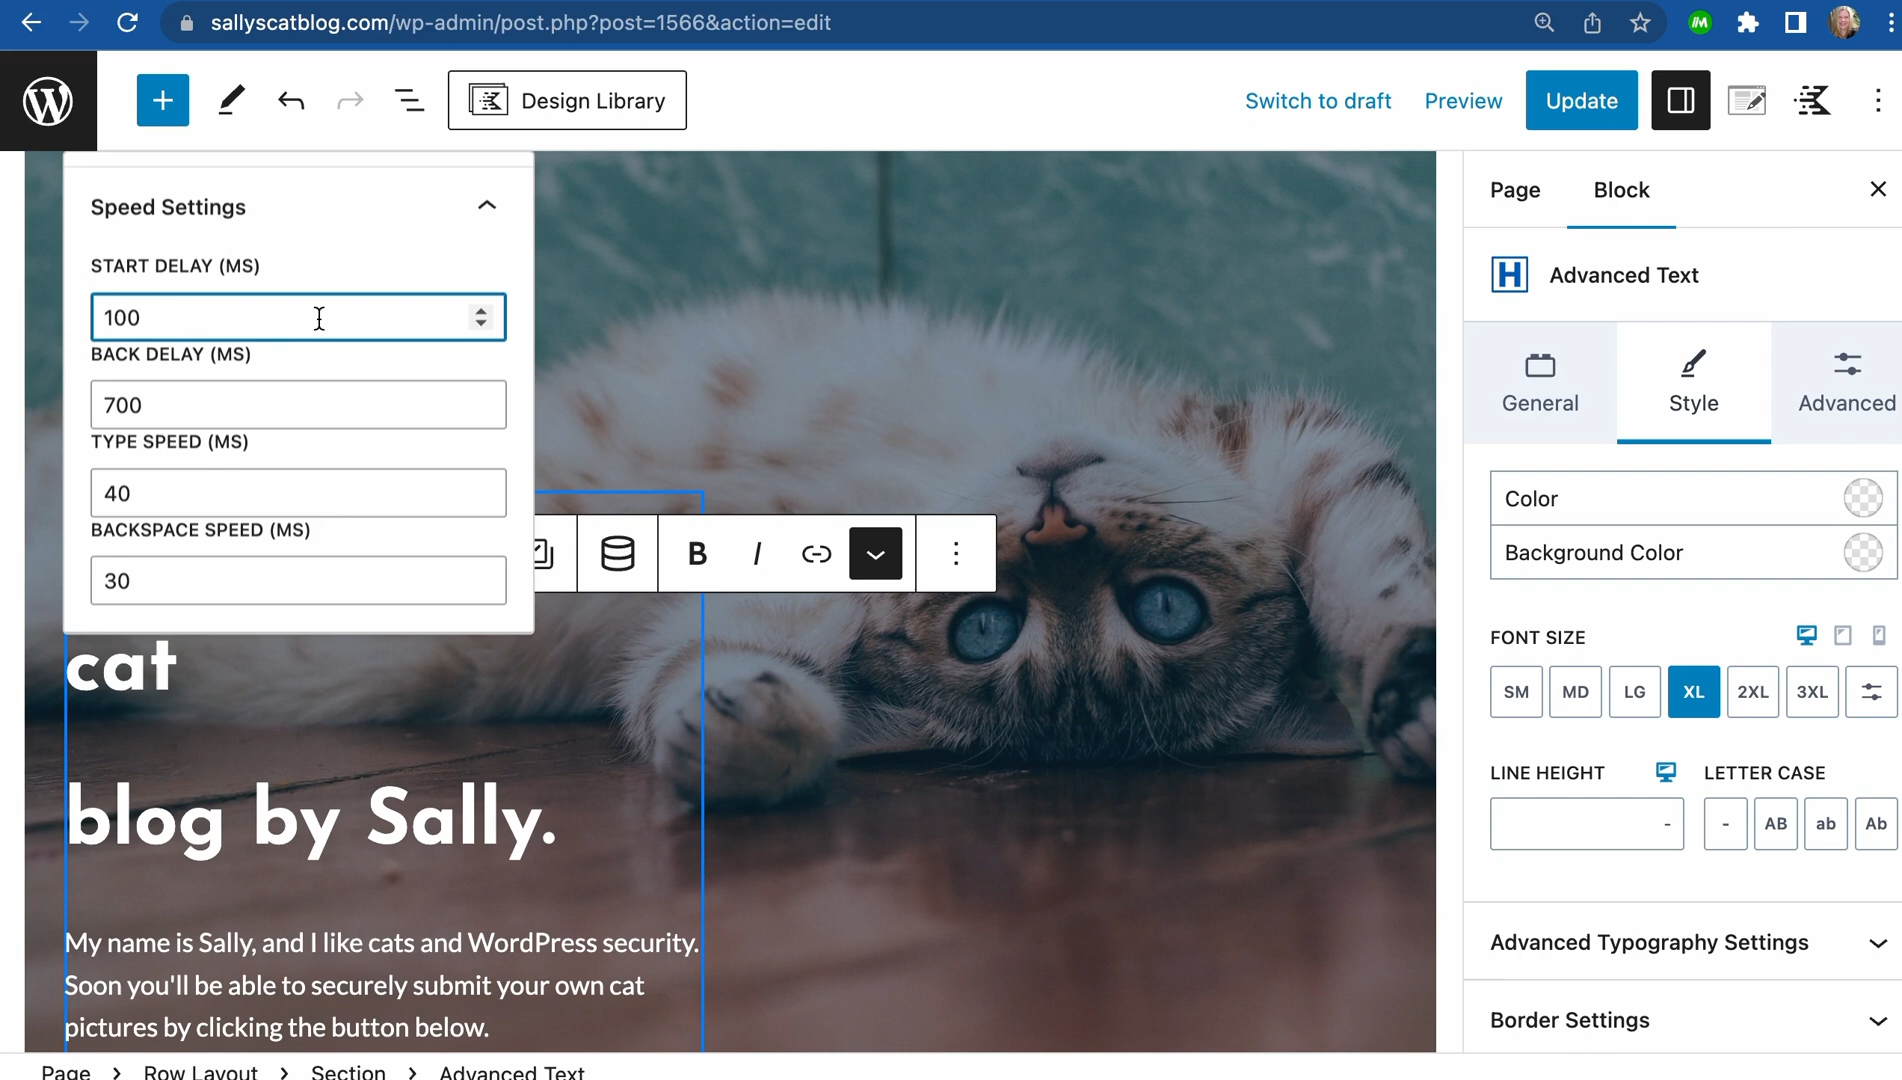 sallyscatblog.com/wp-admin/post.php?post=1566&action=edit
Design Library
Switch to draft
Preview
Update
Speed Settings
START DELAY (MS)
100
BACK DELAY (MS)
700
TYPE SPEED (MS)
40
BACKSPACE SPEED (MS)
30
B I
cat
blog by Sally.
My name is Sally, and I like cats and WordPress security.
Soon you'll be able to securely submit your own cat
pictures by clicking the button below.
Page
Block
H Advanced Text
General
Style
Advanced
Color
Background Color
FONT SIZE
SM MD LG XL 2XL 3XL
LINE HEIGHT
LETTER CASE
-
- AB ab Ab
Advanced Typography Settings
Border Settings
Page > Row Layout > Section > Advanced Text